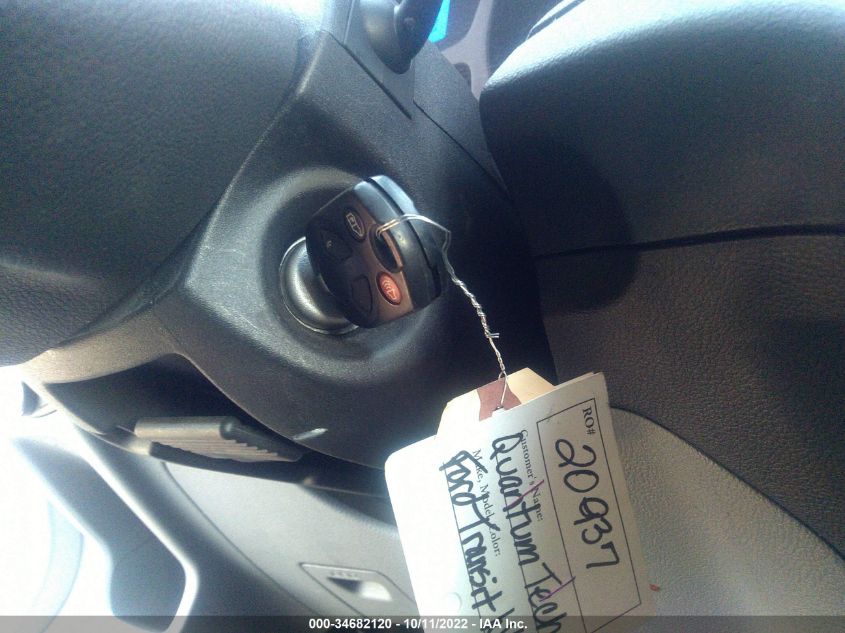 RO#
20937
Customer's Name:
Quantum Tech
Make, Model, Color:
Ford Transit
000-34682120 - 10/11/2022 - IAA Inc.